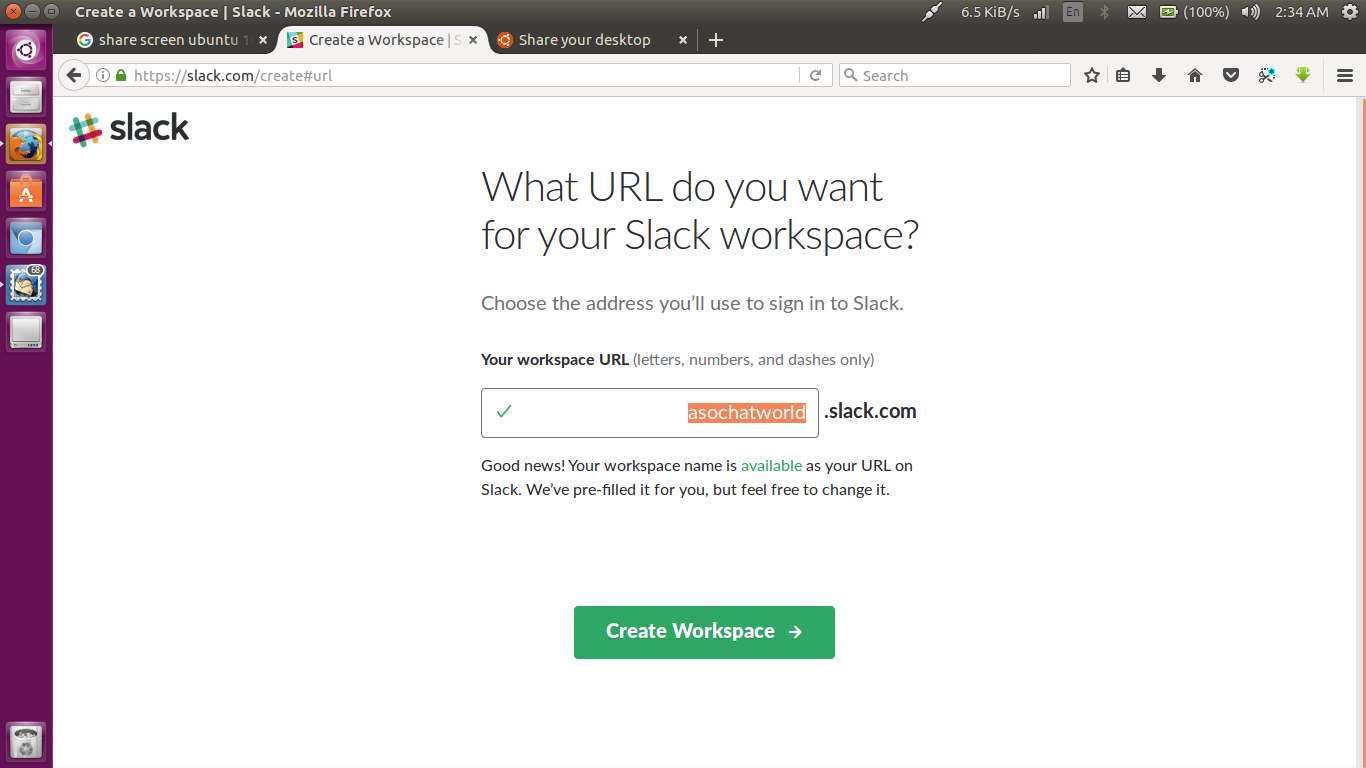 Create a Workspace | Slack - Mozilla Firefox
6.5 KiB/s
En
(100%)
2:34 AM
share screen ubuntu 1
Create a Workspace | S
Share your desktop
https://slack.com/create#url
Search
68
slack
What URL do you want
for your Slack workspace?
Choose the address you’ll use to sign in to Slack.
Your workspace URL (letters, numbers, and dashes only)
asochatworld .slack.com
Good news! Your workspace name is available as your URL on
Slack. We’ve pre-filled it for you, but feel free to change it.
Create Workspace